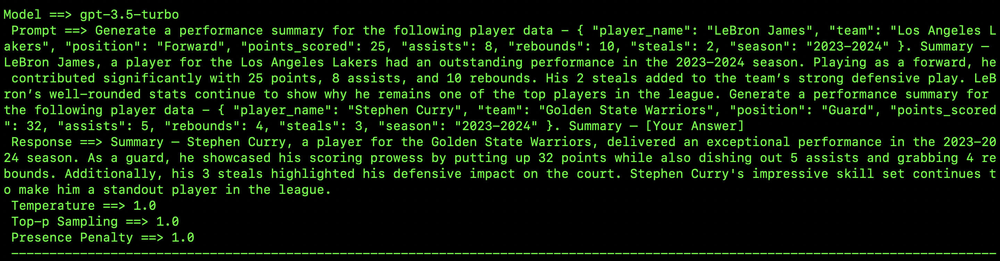 Model ==> gpt-3.5-turbo
Prompt ==> Generate a performance summary for the following player data – { "player_name": "LeBron James", "team": "Los Angeles L
akers", "position": "Forward", "points_scored": 25, "assists": 8, "rebounds": 10, "steals": 2, "season": "2023-2024" }. Summary –
LeBron James, a player for the Los Angeles Lakers had an outstanding performance in the 2023-2024 season. Playing as a forward, he
contributed significantly with 25 points, 8 assists, and 10 rebounds. His 2 steals added to the team’s strong defensive play. LeB
ron’s well-rounded stats continue to show why he remains one of the top players in the league. Generate a performance summary for
the following player data – { "player_name": "Stephen Curry", "team": "Golden State Warriors", "position": "Guard", "points_scored
": 32, "assists": 5, "rebounds": 4, "steals": 3, "season": "2023-2024" }. Summary – [Your Answer]
Response ==> Summary – Stephen Curry, a player for the Golden State Warriors, delivered an exceptional performance in the 2023-20
24 season. As a guard, he showcased his scoring prowess by putting up 32 points while also dishing out 5 assists and grabbing 4 re
bounds. Additionally, his 3 steals highlighted his defensive impact on the court. Stephen Curry's impressive skill set continues t
o make him a standout player in the league.
Temperature ==> 1.0
Top-p Sampling ==> 1.0
Presence Penalty ==> 1.0
---------------------------------------------------------------------------------------------------------------------------------